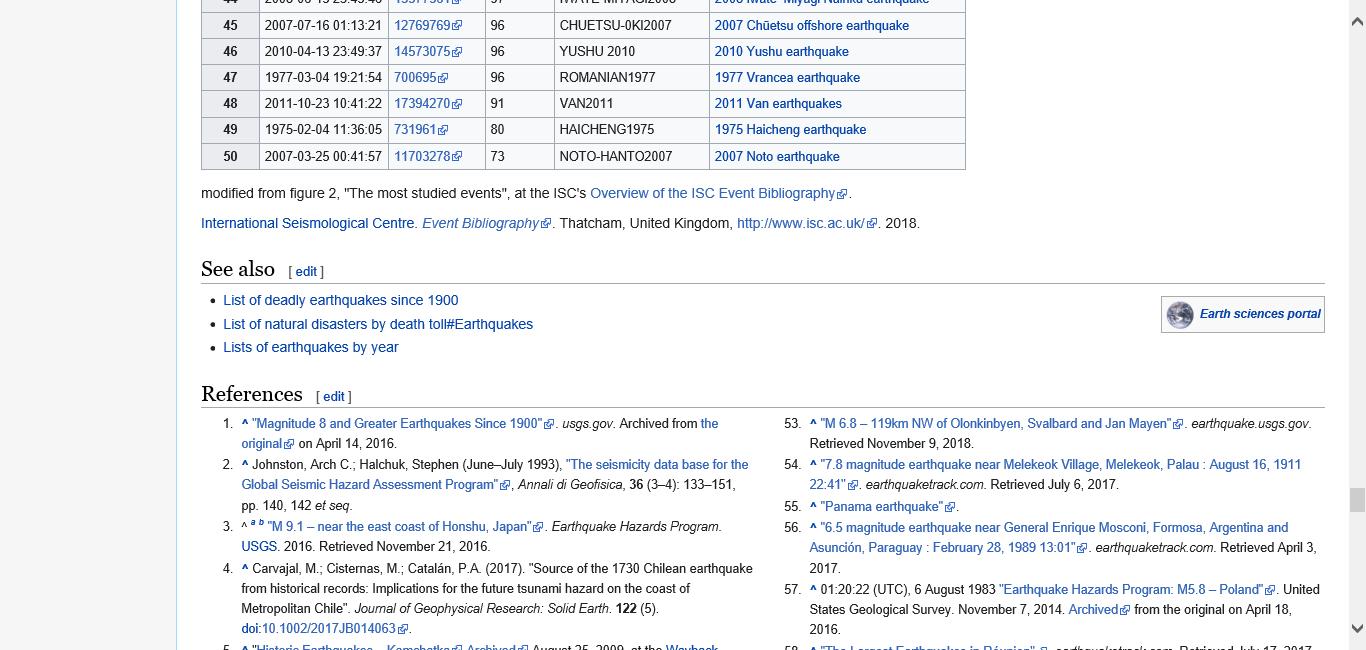 45 2007-07-16 01:13:21 12769769 96 CHUETSU-0KI2007 2007 Chūetsu offshore earthquake
46 2010-04-13 23:49:37 14573075 96 YUSHU 2010 2010 Yushu earthquake
47 1977-03-04 19:21:54 700695 96 ROMANIAN1977 1977 Vrancea earthquake
48 2011-10-23 10:41:22 17394270 91 VAN2011 2011 Van earthquakes
49 1975-02-04 11:36:05 731961 80 HAICHENG1975 1975 Haicheng earthquake
50 2007-03-25 00:41:57 11703278 73 NOTO-HANTO2007 2007 Noto earthquake
modified from figure 2, "The most studied events", at the ISC's Overview of the ISC Event Bibliography.
International Seismological Centre. Event Bibliography. Thatcham, United Kingdom, http://www.isc.ac.uk/. 2018.
See also [ edit ]
• List of deadly earthquakes since 1900
• List of natural disasters by death toll#Earthquakes
• Lists of earthquakes by year
Earth sciences portal
References [ edit ]
1. ^ "Magnitude 8 and Greater Earthquakes Since 1900". usgs.gov. Archived from the
original on April 14, 2016.
2. ^ Johnston, Arch C.; Halchuk, Stephen (June–July 1993), "The seismicity data base for the
Global Seismic Hazard Assessment Program", Annali di Geofisica, 36 (3–4): 133–151,
pp. 140, 142 et seq.
3. ^ a b "M 9.1 – near the east coast of Honshu, Japan". Earthquake Hazards Program.
USGS. 2016. Retrieved November 21, 2016.
4. ^ Carvajal, M.; Cisternas, M.; Catalán, P.A. (2017). "Source of the 1730 Chilean earthquake
from historical records: Implications for the future tsunami hazard on the coast of
Metropolitan Chile". Journal of Geophysical Research: Solid Earth. 122 (5).
doi:10.1002/2017JB014063.
5. ^ "Historic Earthquakes – Kamchatka" Archived August 25, 2009, at the Wayback
53. ^ "M 6.8 – 119km NW of Olonkinbyen, Svalbard and Jan Mayen". earthquake.usgs.gov.
Retrieved November 9, 2018.
54. ^ "7.8 magnitude earthquake near Melekeok Village, Melekeok, Palau : August 16, 1911
22:41". earthquaketrack.com. Retrieved July 6, 2017.
55. ^ "Panama earthquake".
56. ^ "6.5 magnitude earthquake near General Enrique Mosconi, Formosa, Argentina and
Asunción, Paraguay : February 28, 1989 13:01". earthquaketrack.com. Retrieved April 3,
2017.
57. ^ 01:20:22 (UTC), 6 August 1983 "Earthquake Hazards Program: M5.8 – Poland". United
States Geological Survey. November 7, 2014. Archived from the original on April 18,
2016.
58. ^ "The Largest Earthquakes in Réunion". earthquaketrack.com. Retrieved July 17, 2017.